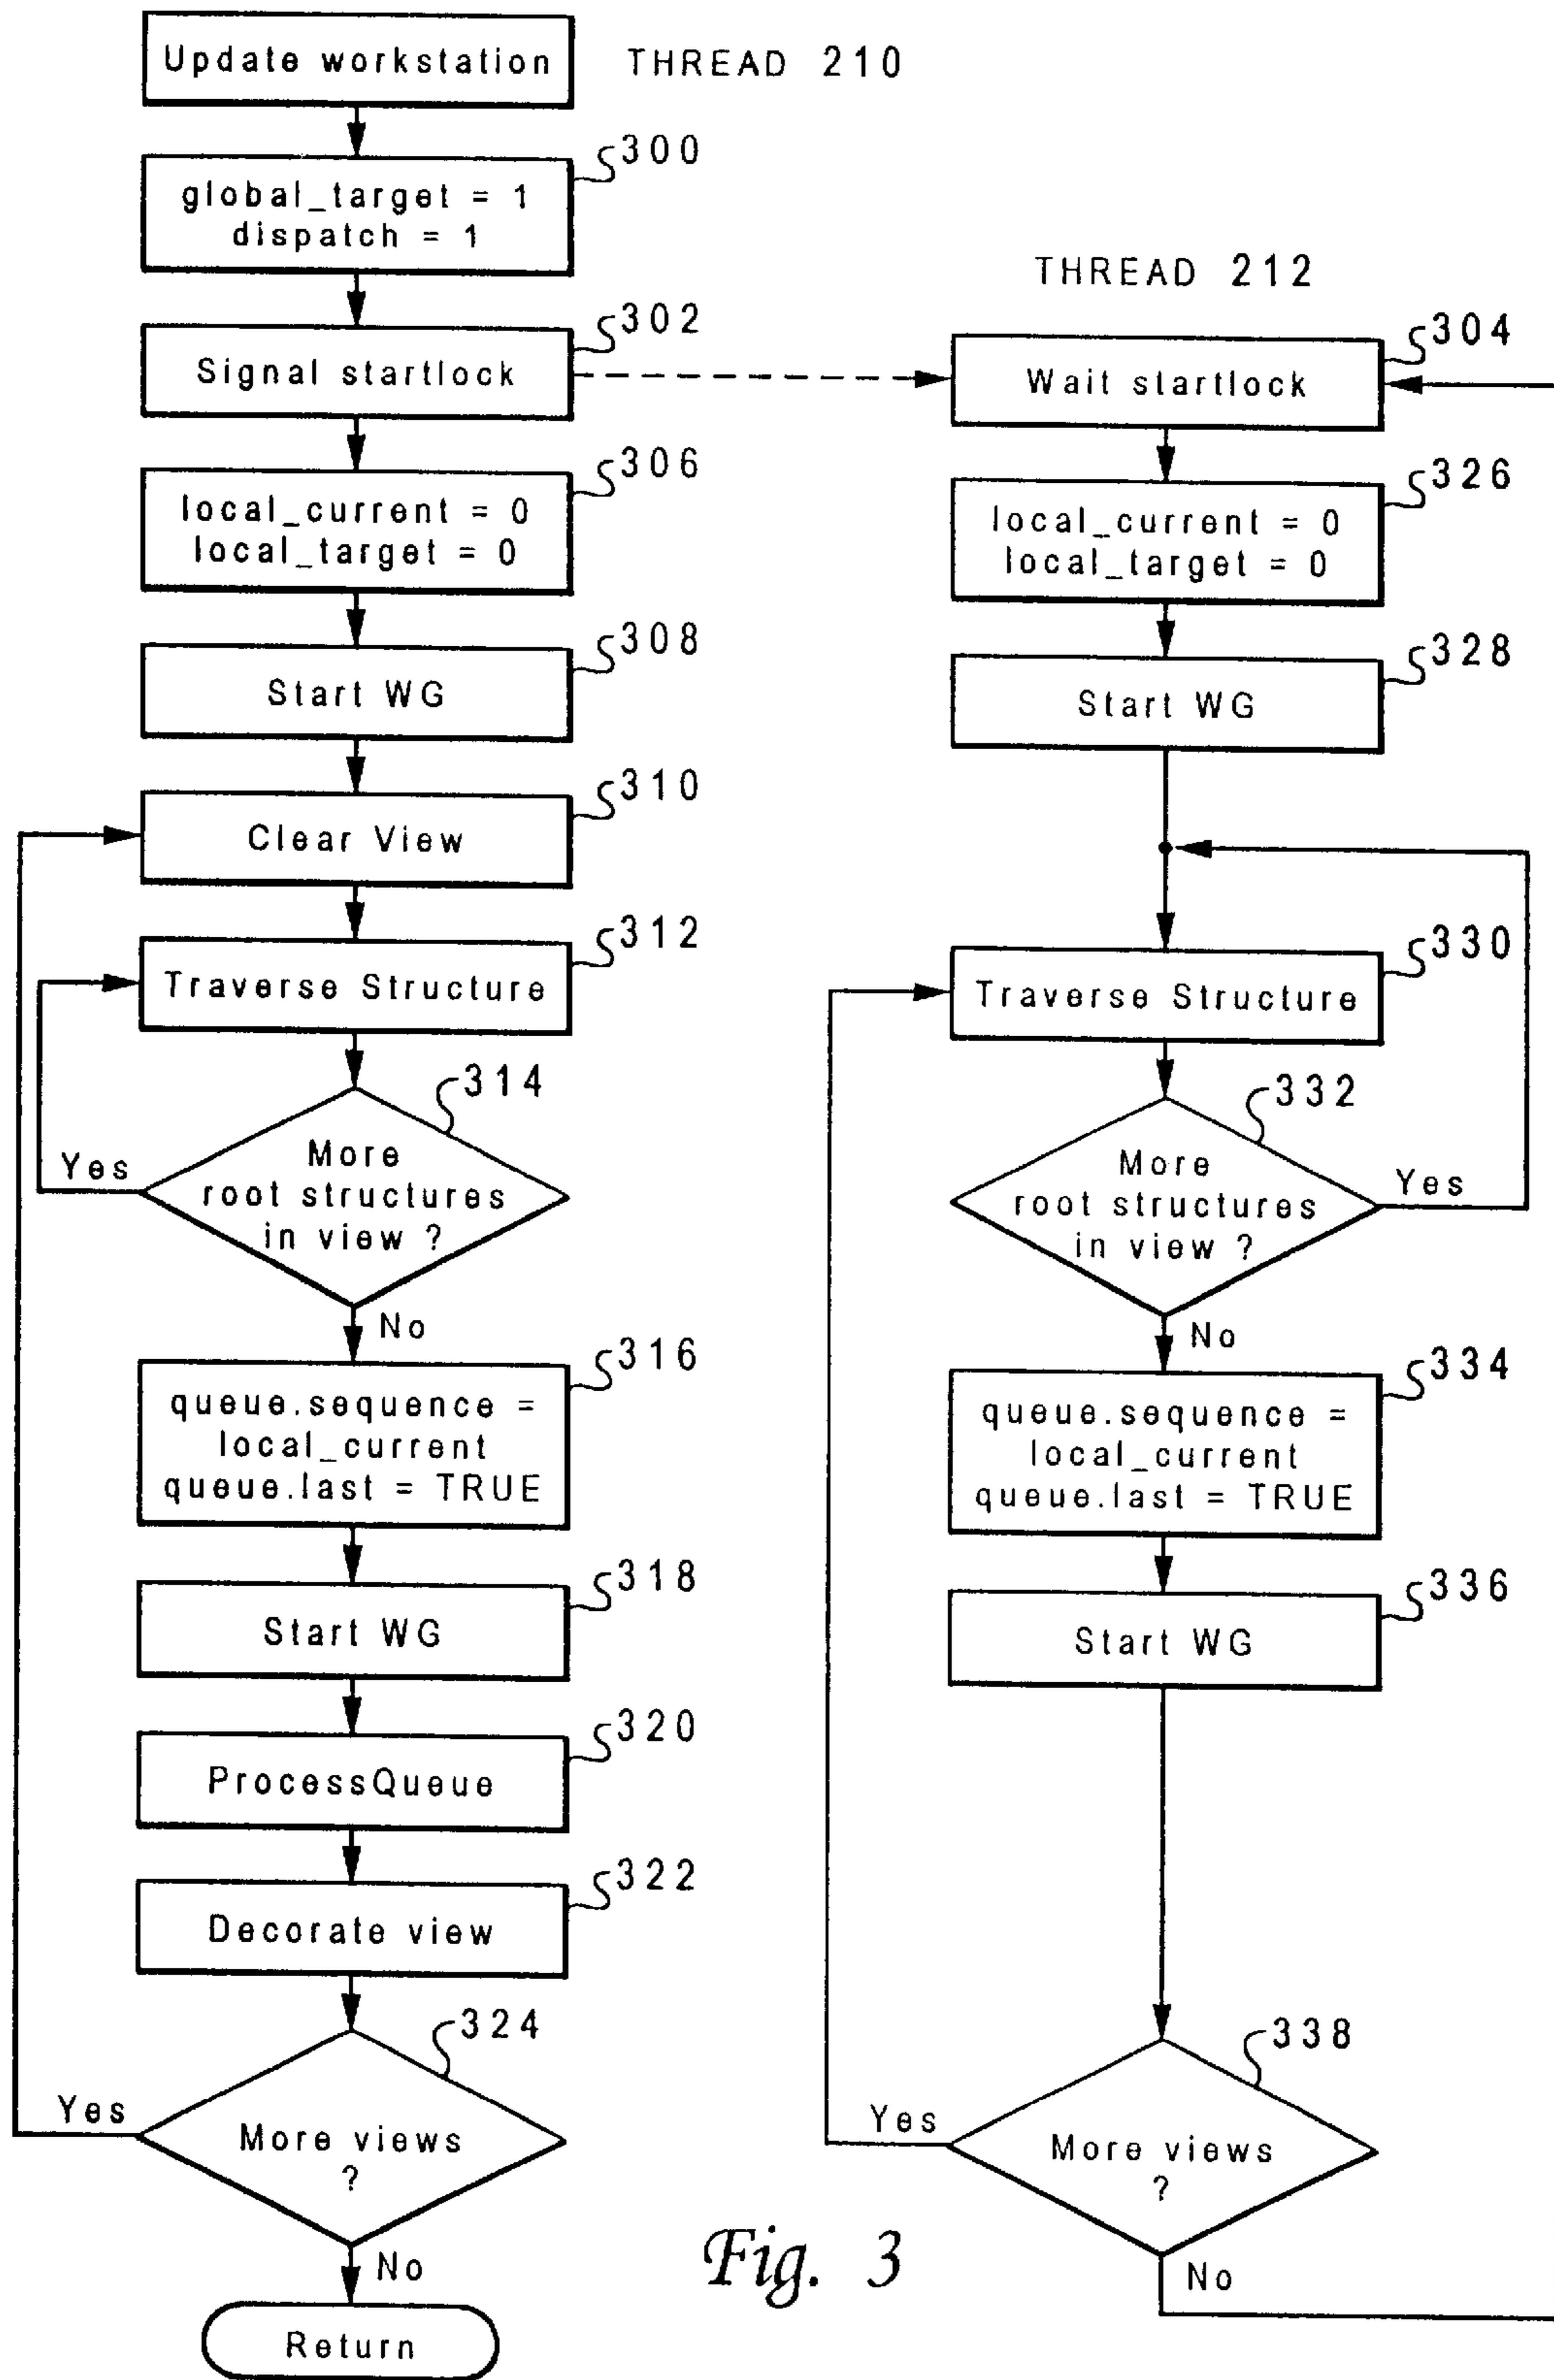 Update workstation
THREAD 210
300
global_target = 1
dispatch = 1
302
Signal startlock
306
local_current = 0
local_target = 0
308
Start WG
310
Clear View
312
Traverse Structure
314
More
root structures
in view ?
Yes
No
316
queue.sequence =
local_current
queue.last = TRUE
318
Start WG
320
ProcessQueue
322
Decorate view
324
More views
?
Yes
No
Return
THREAD 212
304
Wait startlock
326
local_current = 0
local_target = 0
328
Start WG
330
Traverse Structure
332
More
root structures
in view ?
Yes
No
334
queue.sequence =
local_current
queue.last = TRUE
336
Start WG
338
More views
?
Yes
No
Fig. 3